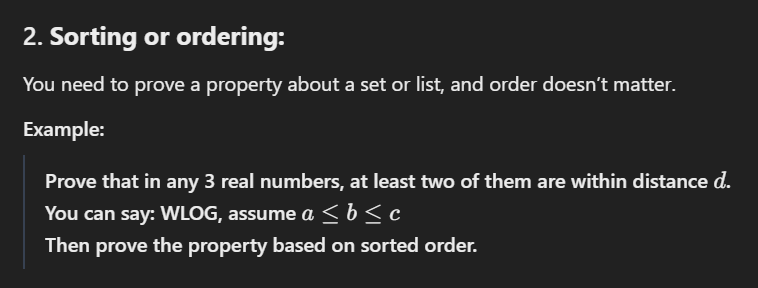 2. Sorting or ordering:
You need to prove a property about a set or list, and order doesn’t matter.
Example:
Prove that in any 3 real numbers, at least two of them are within distance d.
You can say: WLOG, assume a ≤ b ≤ c
Then prove the property based on sorted order.